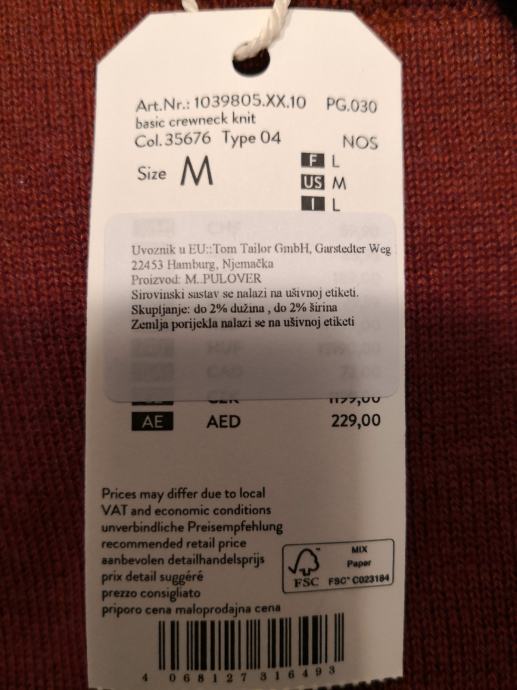 Art.Nr.: 1039805.XX.10 PG.030
basic crewneck knit
Col.35676 Type 04 NOS
Size M
F L
US M
I L
Uvoznik u EU::Tom Tailor GmbH, Garstedter Weg
22453 Hamburg, Njemačka
Proizvod: M..PULOVER
Sirovinski sastav se nalazi na ušivnoj etiketi.
Skupljanje: do 2% dužina , do 2% širina
Zemlja porijekla nalazi se na ušivnoj etiketi
HUF
CAD
CZK 1199,00
AE AED 229,00
Prices may differ due to local
VAT and economic conditions
unverbindliche Preisempfehlung
recommended retail price
aanbevolen detailhandelsprijs
prix detail suggéré
prezzo consigliato
priporo cena maloprodajna cena
MIX
Paper
FSC FSC® C023184
4 068127 316493